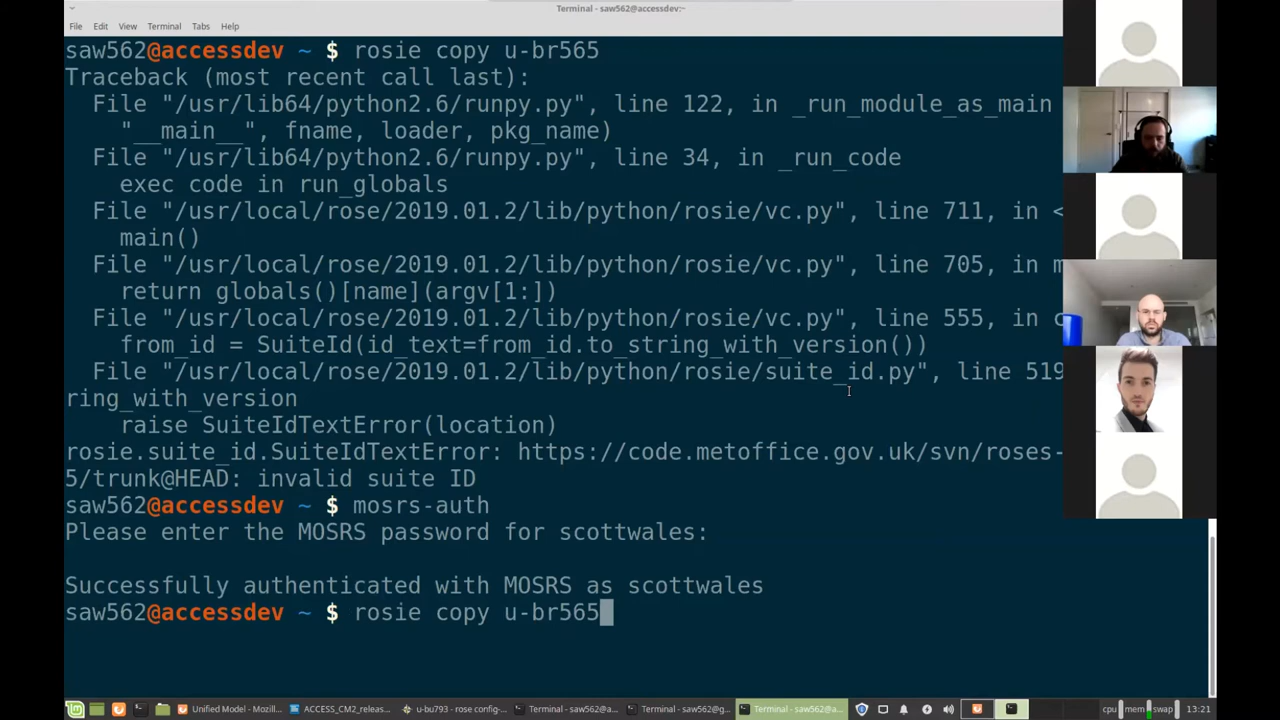 Terminal - saw562@accessdev:~
File Edit View Terminal Tabs Help
saw562@accessdev ~ $ rosie copy u-br565
Traceback (most recent call last):
File "/usr/lib64/python2.6/runpy.py", line 122, in _run_module_as_main
"__main__", fname, loader, pkg_name)
File "/usr/lib64/python2.6/runpy.py", line 34, in _run_code
exec code in run_globals
File "/usr/local/rose/2019.01.2/lib/python/rosie/vc.py", line 711, in <
main()
File "/usr/local/rose/2019.01.2/lib/python/rosie/vc.py", line 705, in m
return globals()[name](argv[1:])
File "/usr/local/rose/2019.01.2/lib/python/rosie/vc.py", line 555, in c
from_id = SuiteId(id_text=from_id.to_string_with_version())
File "/usr/local/rose/2019.01.2/lib/python/rosie/suite_id.py", line 519
ring_with_version
raise SuiteIdTextError(location)
rosie.suite_id.SuiteIdTextError: https://code.metoffice.gov.uk/svn/roses-
5/trunk@HEAD: invalid suite ID
saw562@accessdev ~ $ mosrs-auth
Please enter the MOSRS password for scottwales:
Successfully authenticated with MOSRS as scottwales
saw562@accessdev ~ $ rosie copy u-br565
Unified Model - Mozill... ACCESS_CM2_releas... u-bu793 - rose config-... Terminal - saw562@a... Terminal - saw562@g... Terminal - saw562@a... cpu mem swap 13:21